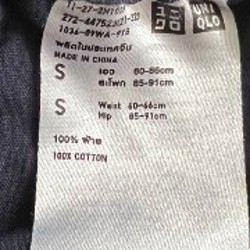 UNI
QLO
ผลิตในประเทศจีน
MADE IN CHINA
S เอว 60-66cm
สะโพก 85-91cm
S Waist 60-66cm
Hip 85-91cm
100% ฝ้าย
100% COTTON